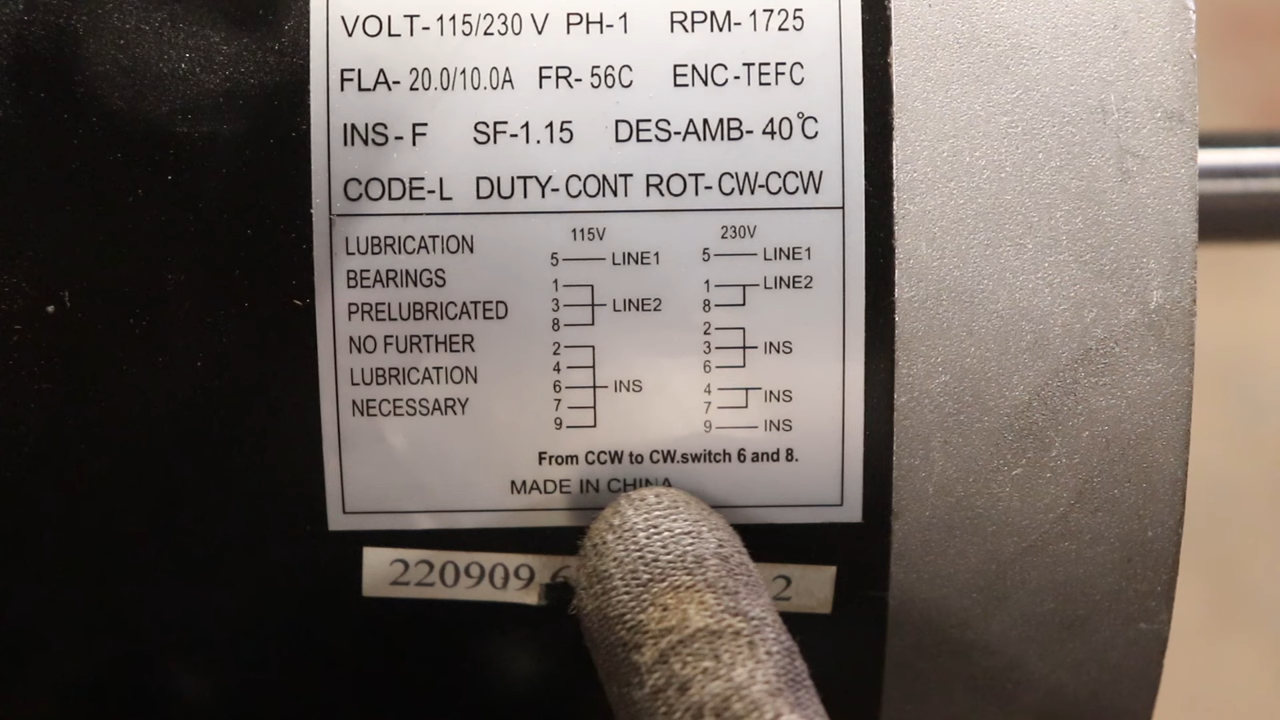 VOLT-115/230 V PH-1 RPM-1725
FLA-20.0/10.0A FR-56C ENC-TEFC
INS-F SF-1.15 DES-AMB-40°C
CODE-L DUTY-CONT ROT-CW-CCW
LUBRICATION
BEARINGS
PRELUBRICATED
NO FURTHER
LUBRICATION
NECESSARY
115V
5 LINE1
1
3 LINE2
8
2
4
6 INS
7
9
230V
5 LINE1
1 LINE2
8
2
3 INS
6
4 INS
7
9 INS
From CCW to CW.switch 6 and 8.
MADE IN CHINA
220909 2